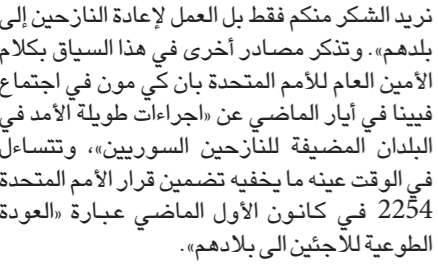 نريد الشكر منكم فقط بل العمل لإعادة النازحين إلى
بلدهم». وتذكر مصادر أخرى في هذا السياق بكلام
الأمين العام للأمم المتحدة بان كي مون في اجتماع
فيينا في أيار الماضي عن «اجراءات طويلة الأمد في
البلدان المضيفة للنازحين السوريين»، وتتساءل
في الوقت عينه ما يخفيه تضمين قرار الأمم المتحدة
2254 في كانون الأول الماضي عبارة «العودة
الطوعية للاجئين الى بلادهم».